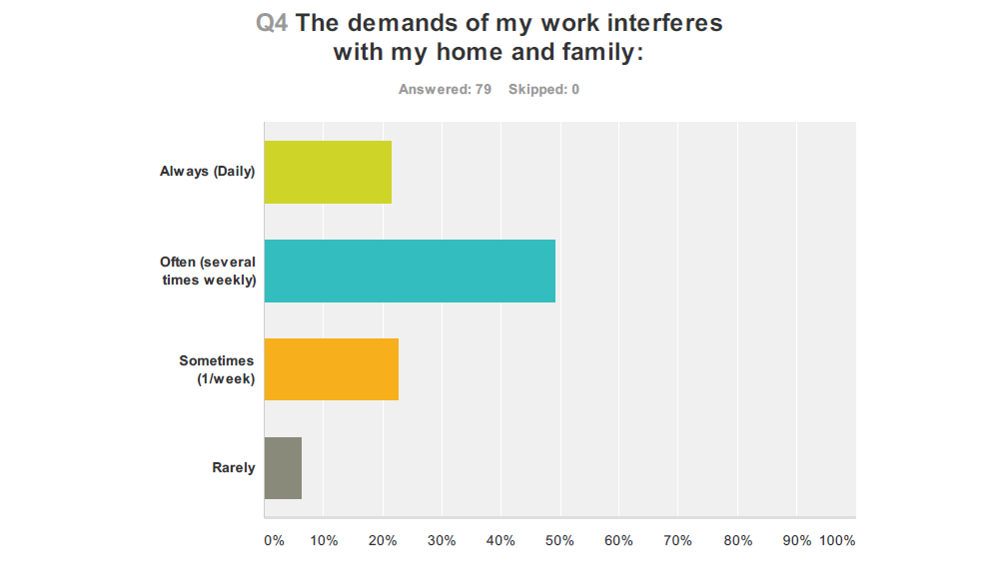 Q4 The demands of my work interferes
with my home and family:
Answered: 79 Skipped: 0
Always (Daily)
Often (several
times weekly)
Sometimes
(1/week)
Rarely
0% 10% 20% 30% 40% 50% 60% 70% 80% 90% 100%